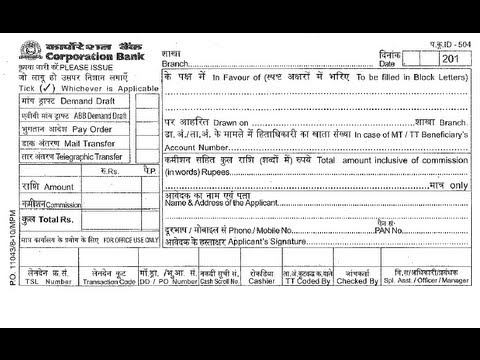 कार्पोरेशन बैंक
Corporation Bank
कृपया जारी करें PLEASE ISSUE
जो लागू हो उसपर निशान लगाएँ
Tick (✓) Whichever is Applicable
मांग ड्राफ्ट Demand Draft
एबीबी मांग ड्राफ्ट ABB Demand Draft
भुगतान आदेश Pay Order
डाक अंतरण Mail Transfer
तार अंतरण Telegraphic Transfer
रु.Rs. पै.P.
राशि Amount
कमीशन Commission
कुल Total Rs.
मात्र कार्यालय के प्रयोग के लिए FOR OFFICE USE ONLY
P.O. 11043/8-10/MPM
प.कू.ID - 504
शाखा
Branch
दिनांक
Date 201
के पक्ष में In Favour of (स्पष्ट अक्षरों में भरिए To be filled in Block Letters)
पर आहरित Drawn on शाखा Branch.
डा.अं./ता.अं. के मामले में हिताधिकारी का खाता संख्या In case of MT / TT Beneficiary's
Account Number
कमीशन सहित कुल राशि (शब्दों में) रुपये Total amount inclusive of commission
(in words) Rupees
मात्र only
आवेदक का नाम एवं पता
Name & Address of the Applicant
दूरभाष / मोबाइल सं Phone / Mobile No. पैन सं PAN No.
आवेदक के हस्ताक्षर Applicant's Signature
लेनदेन क्र.सं.
TSL Number
लेनदेन कूट
Transaction Code
माँ.ड्रा./भु.आ. सं.
DD / PO Number
नकदी सूची सं.
Cash Scroll No.
रोकडिया
Cashier
ता.अं.कूटबद्ध क.वाले
TT Coded By
जांचकर्ता
Checked By
वि.स/अधिकारी/प्रबंधक
Spl. Asst. / Officer / Manager